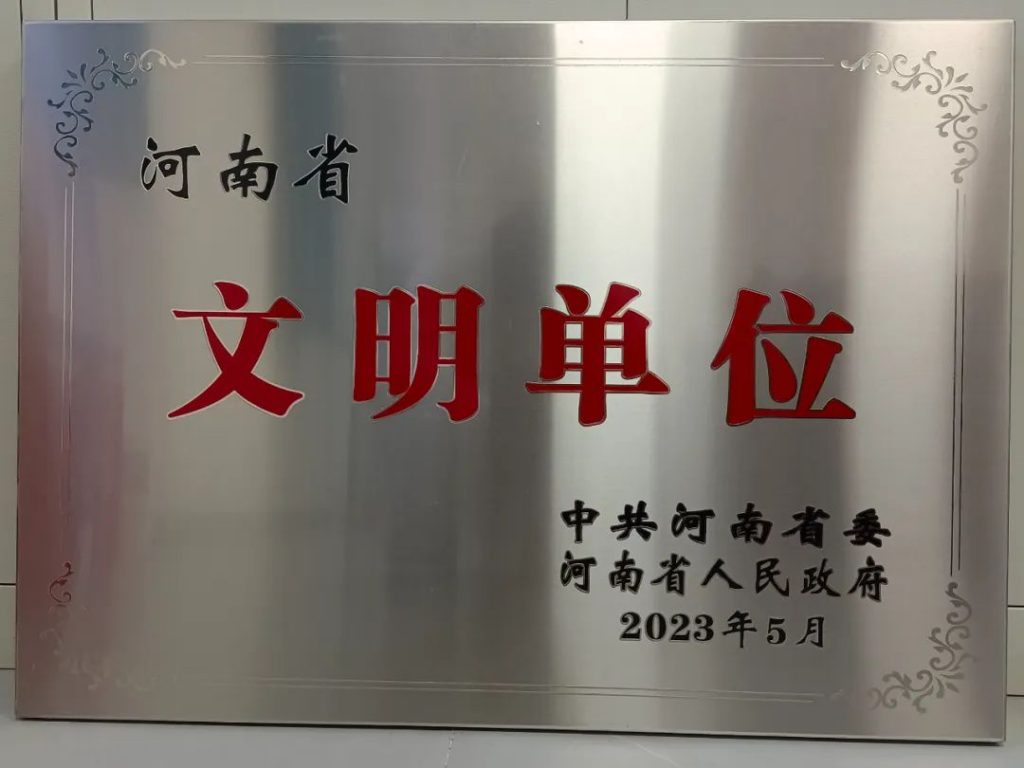 河南省
文明单位
中共河南省委
河南省人民政府
2023年5月